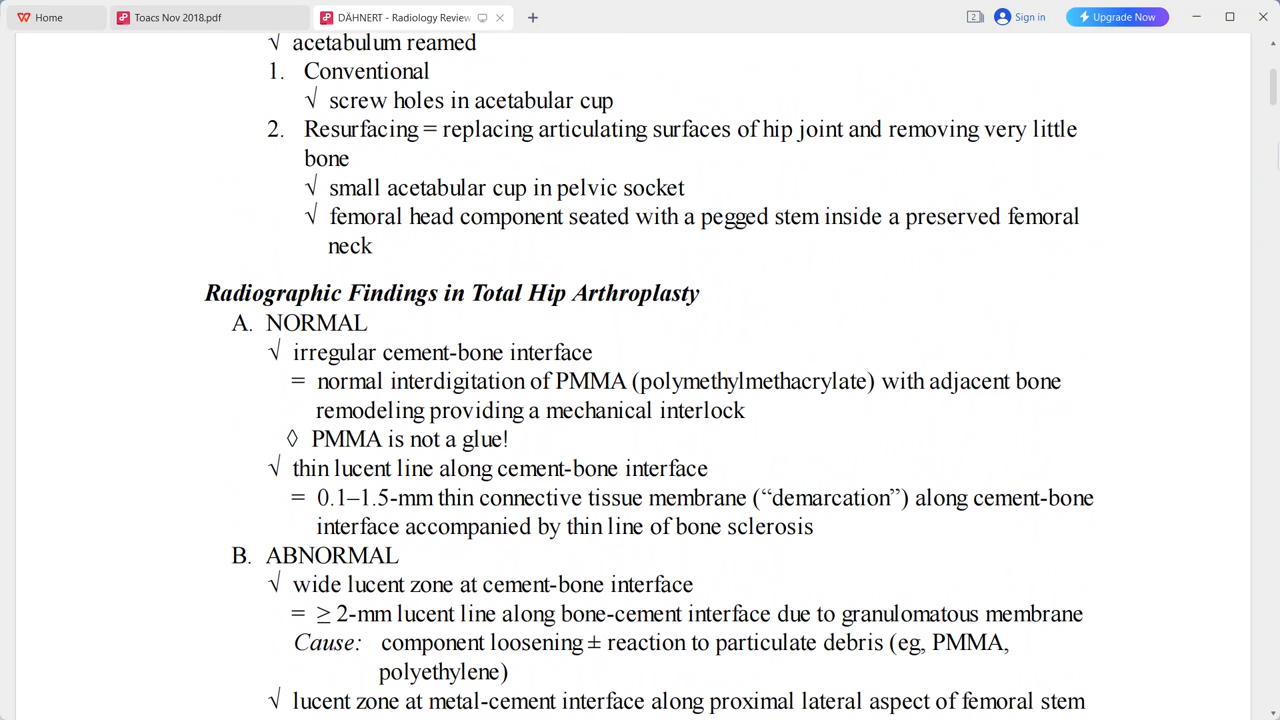 Home
Toacs Nov 2018.pdf
DÄHNERT - Radiology Review
2
Sign in
Upgrade Now
√ acetabulum reamed
1. Conventional
√ screw holes in acetabular cup
2. Resurfacing = replacing articulating surfaces of hip joint and removing very little
bone
√ small acetabular cup in pelvic socket
√ femoral head component seated with a pegged stem inside a preserved femoral
neck
Radiographic Findings in Total Hip Arthroplasty
A. NORMAL
√ irregular cement-bone interface
= normal interdigitation of PMMA (polymethylmethacrylate) with adjacent bone
remodeling providing a mechanical interlock
◊ PMMA is not a glue!
√ thin lucent line along cement-bone interface
= 0.1–1.5-mm thin connective tissue membrane (“demarcation”) along cement-bone
interface accompanied by thin line of bone sclerosis
B. ABNORMAL
√ wide lucent zone at cement-bone interface
= ≥ 2-mm lucent line along bone-cement interface due to granulomatous membrane
Cause: component loosening ± reaction to particulate debris (eg, PMMA,
polyethylene)
√ lucent zone at metal-cement interface along proximal lateral aspect of femoral stem